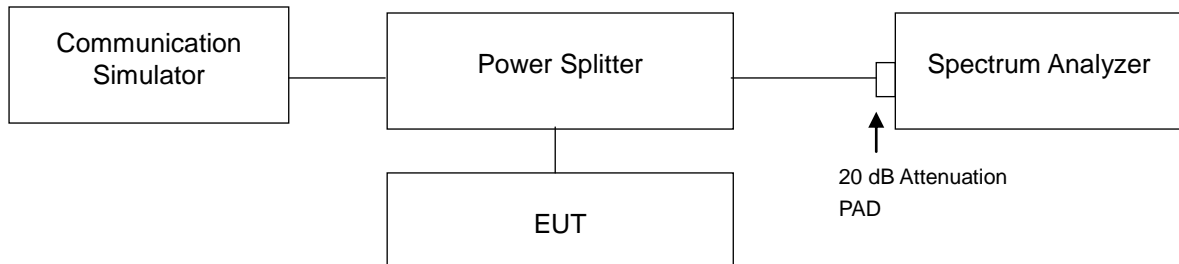 Communication
Simulator
Power Splitter
Spectrum Analyzer
20 dB Attenuation
PAD
EUT